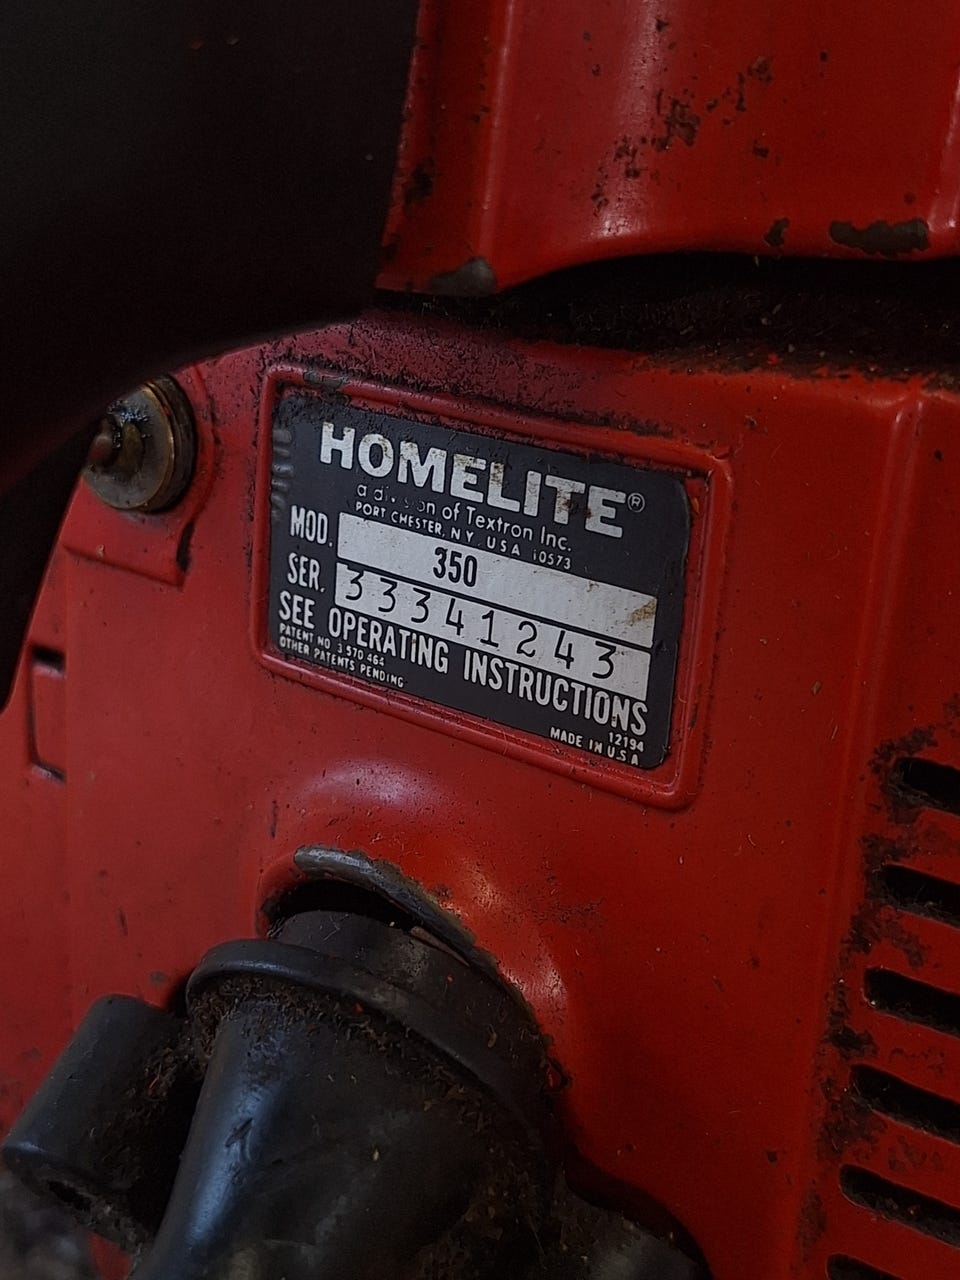 HOMELITE®
a division of Textron Inc.
PORT CHESTER, N.Y. USA 10573
MOD. 350
SER. 33341243
SEE OPERATING INSTRUCTIONS
PATENT NO. 3 970 464
OTHER PATENTS PENDING
12194
MADE IN U.S.A